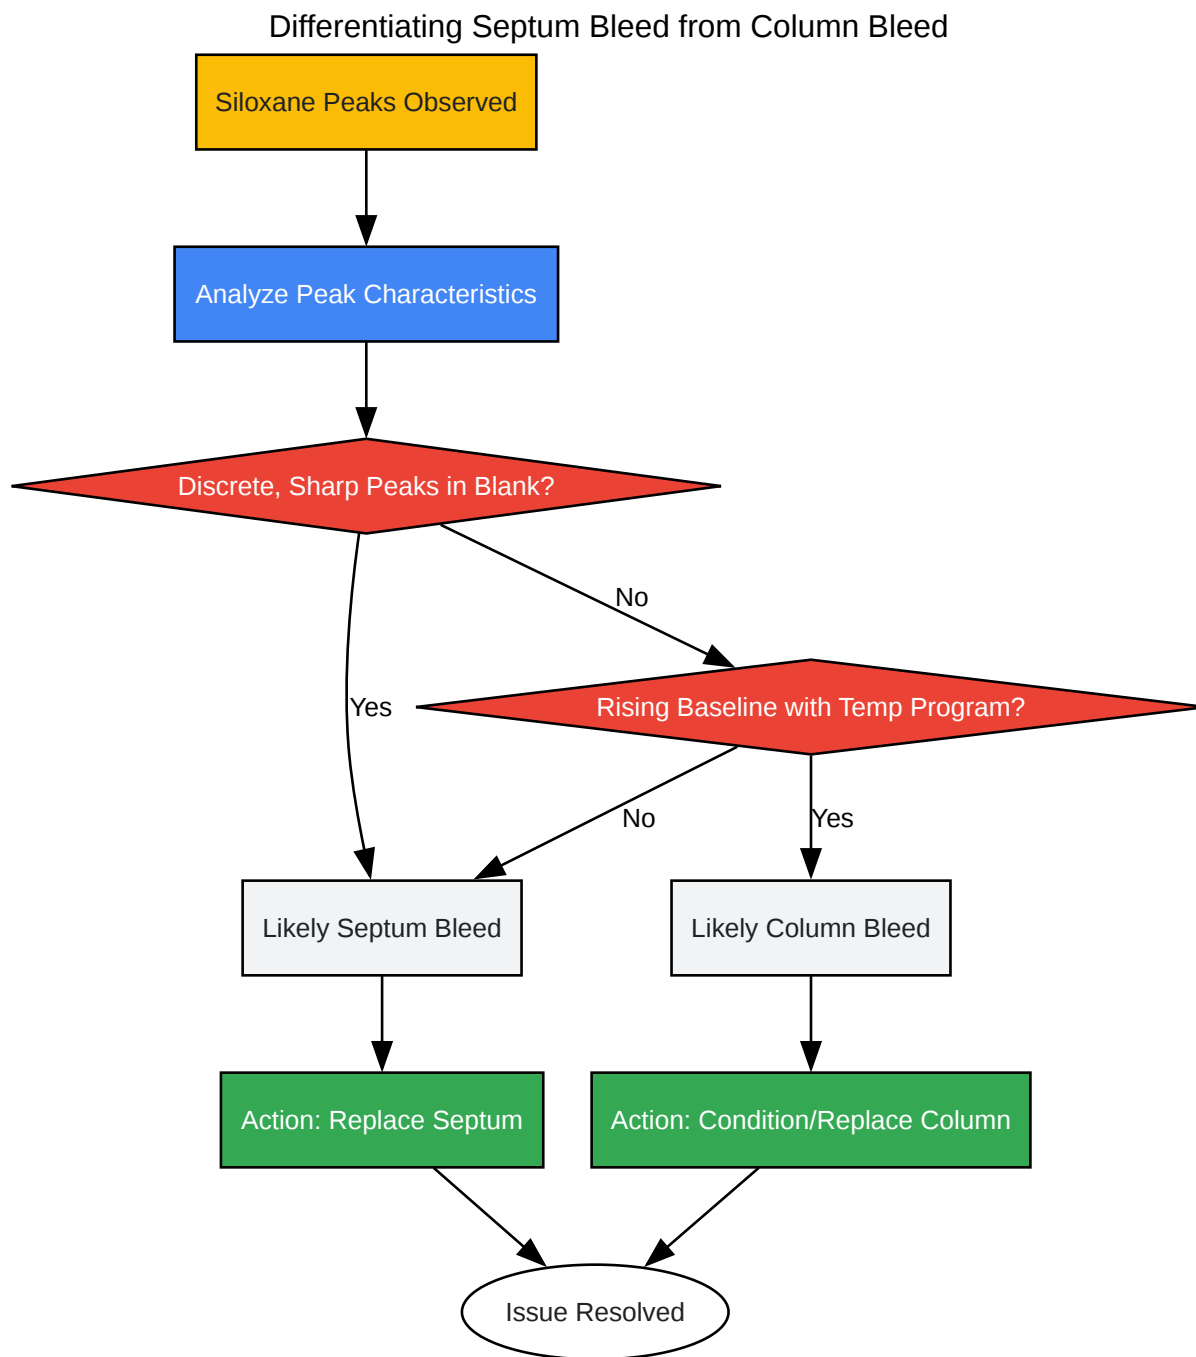 Differentiating Septum Bleed from Column Bleed
Siloxane Peaks Observed
Analyze Peak Characteristics
Discrete, Sharp Peaks in Blank?
No
Yes
Rising Baseline with Temp Program?
No
Yes
Likely Septum Bleed
Likely Column Bleed
Action: Replace Septum
Action: Condition/Replace Column
Issue Resolved